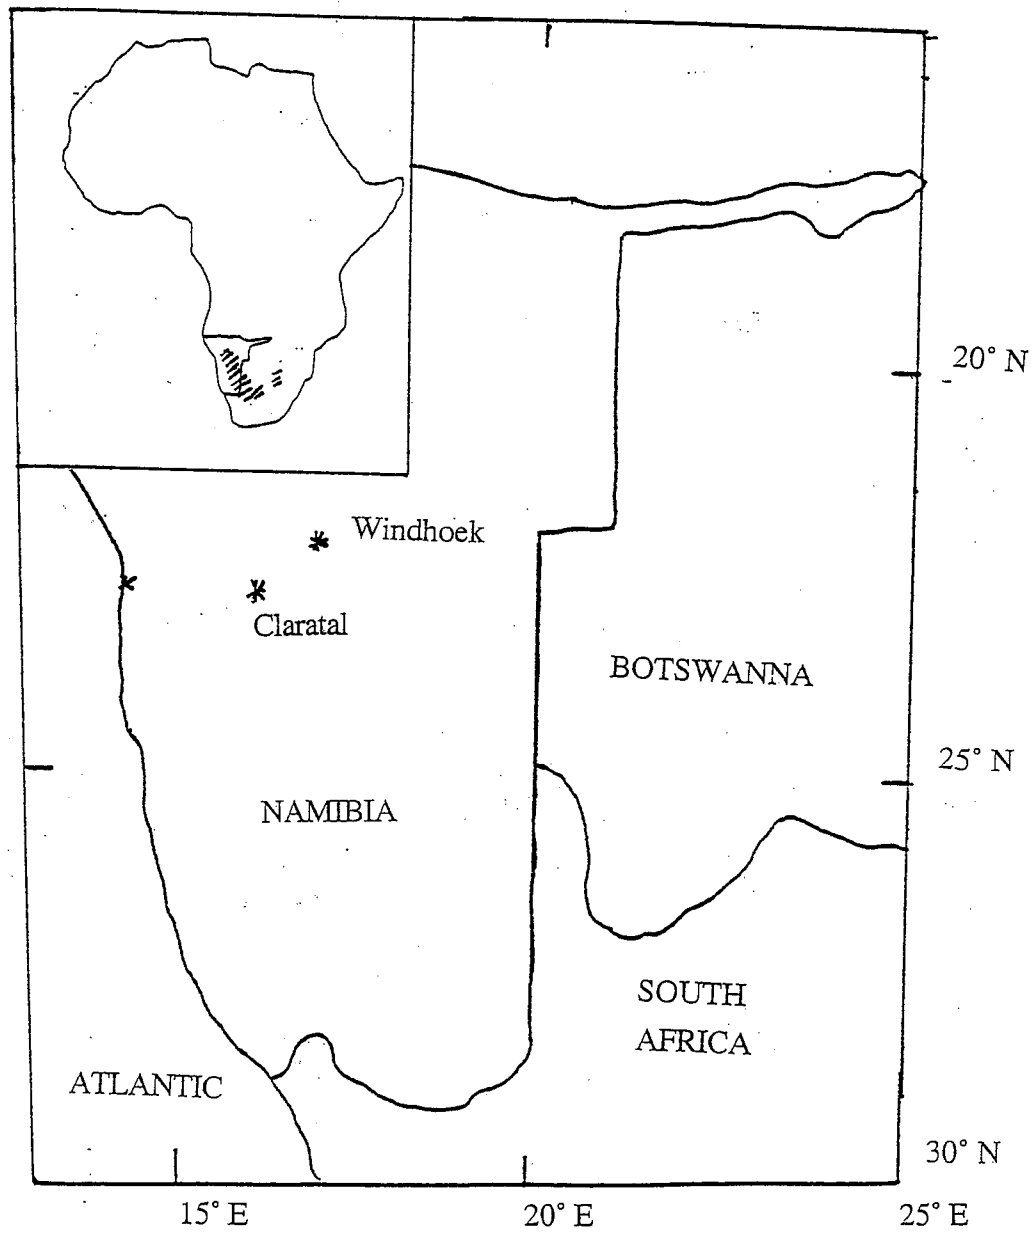 20° N
Windhoek
Claratal
BOTSWANNA
25° N
NAMIBIA
SOUTH
AFRICA
ATLANTIC
30° N
15° E
20° E
25° E